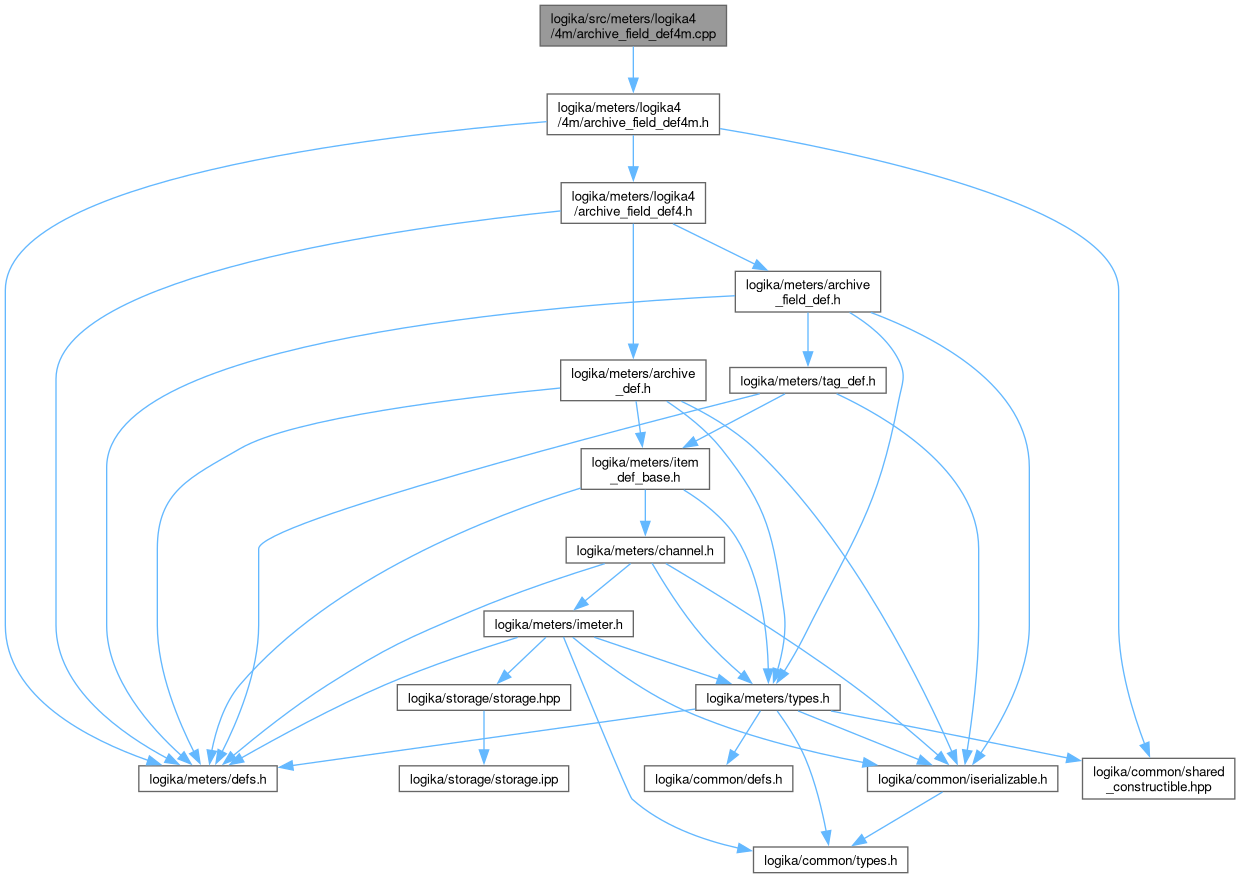 logika/src/meters/logika4
/4m/archive_field_def4m.cpp
logika/meters/logika4
/4m/archive_field_def4m.h
logika/meters/logika4
/archive_field_def4.h
logika/meters/archive
_field_def.h
logika/meters/archive
_def.h
logika/meters/tag_def.h
logika/meters/item
_def_base.h
logika/meters/channel.h
logika/meters/imeter.h
logika/storage/storage.hpp
logika/meters/types.h
logika/meters/defs.h
logika/storage/storage.ipp
logika/common/defs.h
logika/common/iserializable.h
logika/common/shared
_constructible.hpp
logika/common/types.h